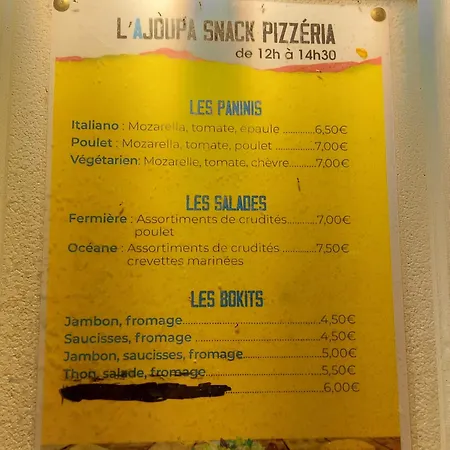 L'AJOUPA SNACK PIZZÉRIA
de 12h à 14h30
LES PANINIS
Italiano : Mozarella, tomate, épaule ............6,50€
Poulet : Mozarella, tomate, poulet ............7,00€
Végétarien: Mozarelle, tomate, chèvre............7,00€
LES SALADES
Fermière : Assortiments de crudités............7,00€
poulet
Océane : Assortiments de crudités ............7,50€
crevettes marinées
LES BOKITS
Jambon, fromage............4,50€
Saucisses, fromage ............4,50€
Jambon, saucisses, fromage............5,00€
Thon, salade, fromage............5,50€
............6,00€